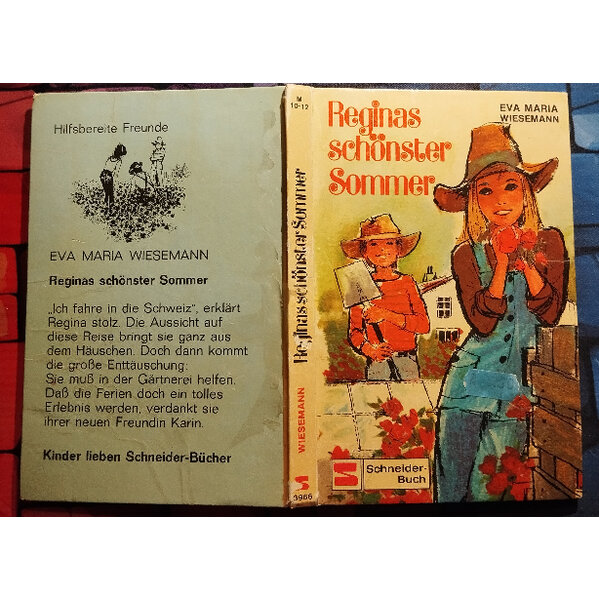 Hilfsbereite Freunde
EVA MARIA WIESEMANN
Reginas schönster Sommer
„Ich fahre in die Schweiz", erklärt
Regina stolz. Die Aussicht auf
diese Reise bringt sie ganz aus
dem Häuschen. Doch dann kommt
die große Enttäuschung:
Sie muß in der Gärtnerei helfen.
Daß die Ferien doch ein tolles
Erlebnis werden, verdankt sie
ihrer neuen Freundin Karin.
Kinder lieben Schneider-Bücher
M
10-12
Reginas schönster Sommer
WIESEMANN
S
3966
Reginas
schönster
Sommer
EVA MARIA
WIESEMANN
S
Schneider-
Buch